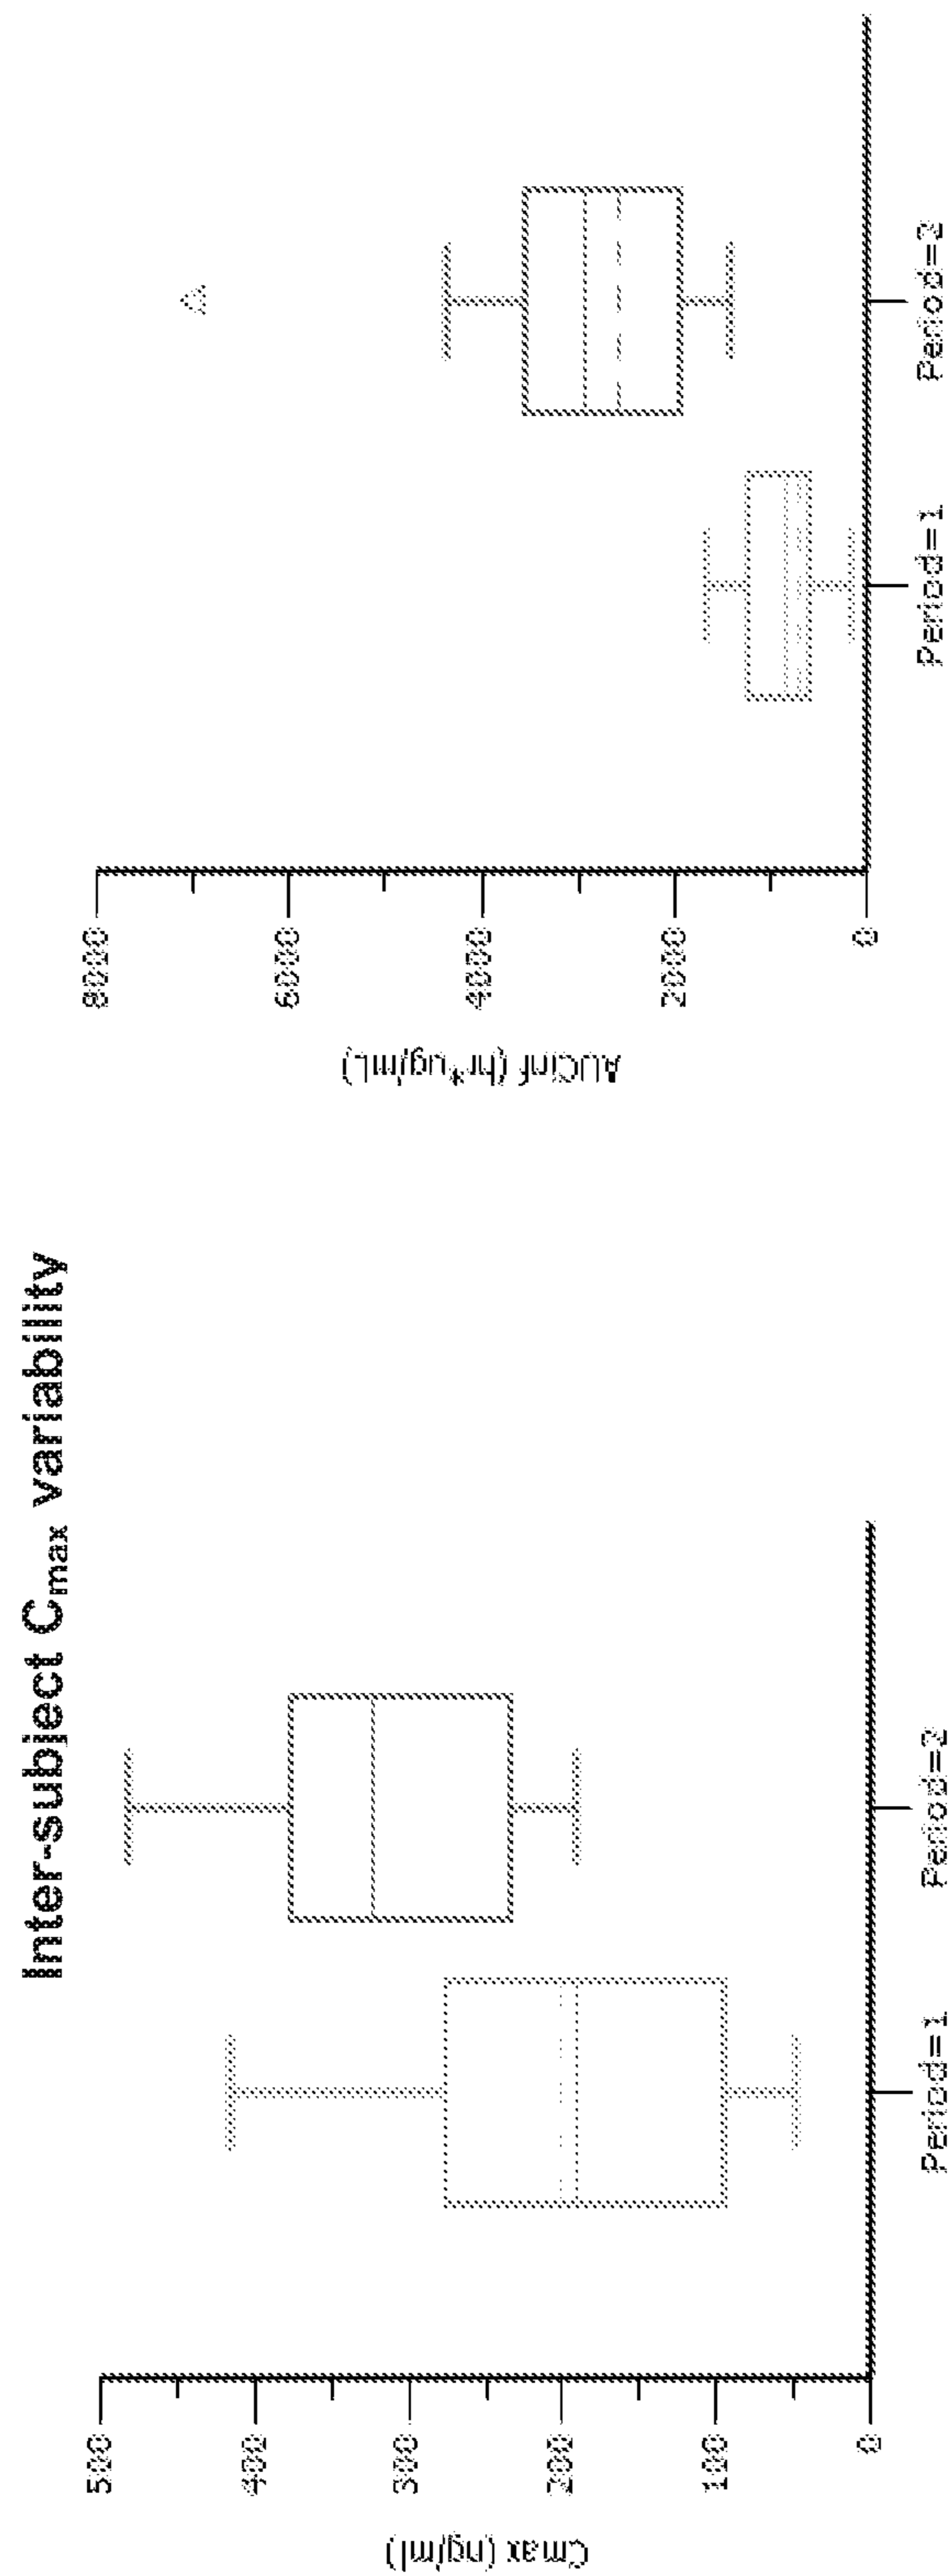 Inter-subject Cmax variability
Cmax (ng/ml)
500
400
300
200
100
0
Period=1
Period=2
AUCinf (hr*ug/mL)
8000
6000
4000
2000
0
Period=1
Period=2